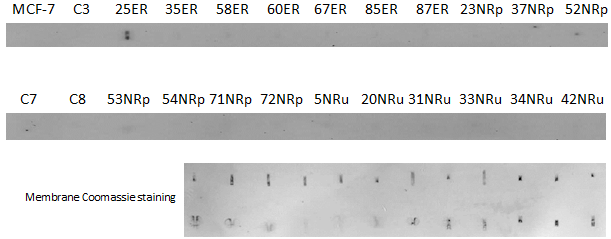 MCF-7 C3 25ER 35ER 58ER 60ER 67ER 85ER 87ER 23NRp 37NRp 52NRp
C7 C8 53NRp 54NRp 71NRp 72NRp 5NRu 20NRu 31NRu 33NRu 34NRu 42NRu
Membrane Coomassie staining